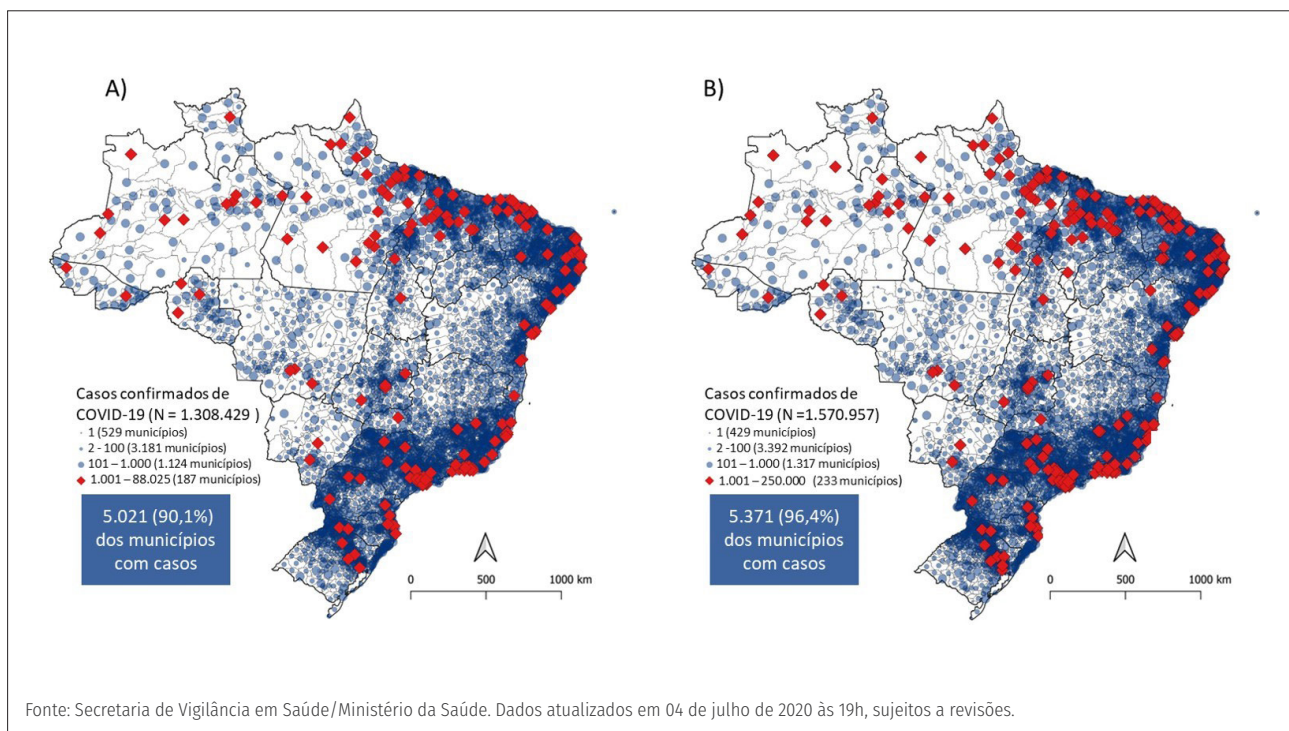 A)
Casos confirmados de
COVID-19 (N = 1.308.429 )
1 (529 municípios)
2 - 100 (3.181 municípios)
101 – 1.000 (1.124 municípios)
1.001 – 88.025 (187 municípios)
5.021 (90,1%)
dos municípios
com casos
0 500 1000 km
B)
Casos confirmados de
COVID-19 (N =1.570.957)
1 (429 municípios)
2 -100 (3.392 municípios)
101 – 1.000 (1.317 municípios)
1.001 – 250.000 (233 municípios)
5.371 (96,4%)
dos municípios
com casos
0 500 1000 km
Fonte: Secretaria de Vigilância em Saúde/Ministério da Saúde. Dados atualizados em 04 de julho de 2020 às 19h, sujeitos a revisões.